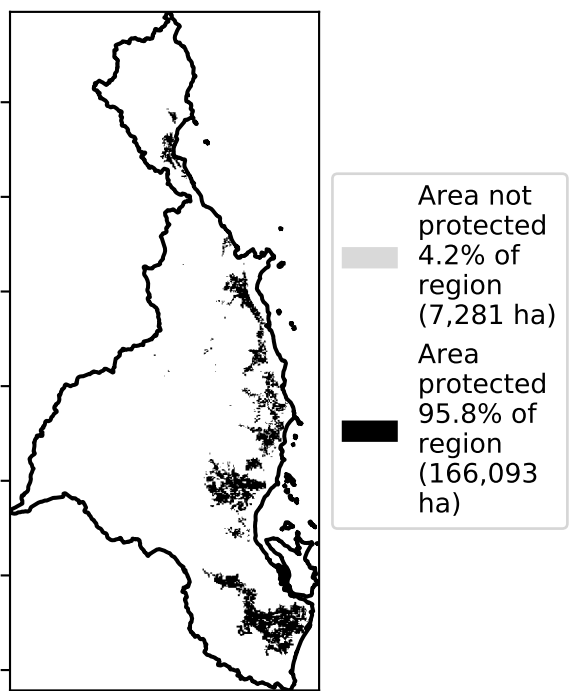 Area not
protected
4.2% of
region
(7,281 ha)
Area
protected
95.8% of
region
(166,093
ha)